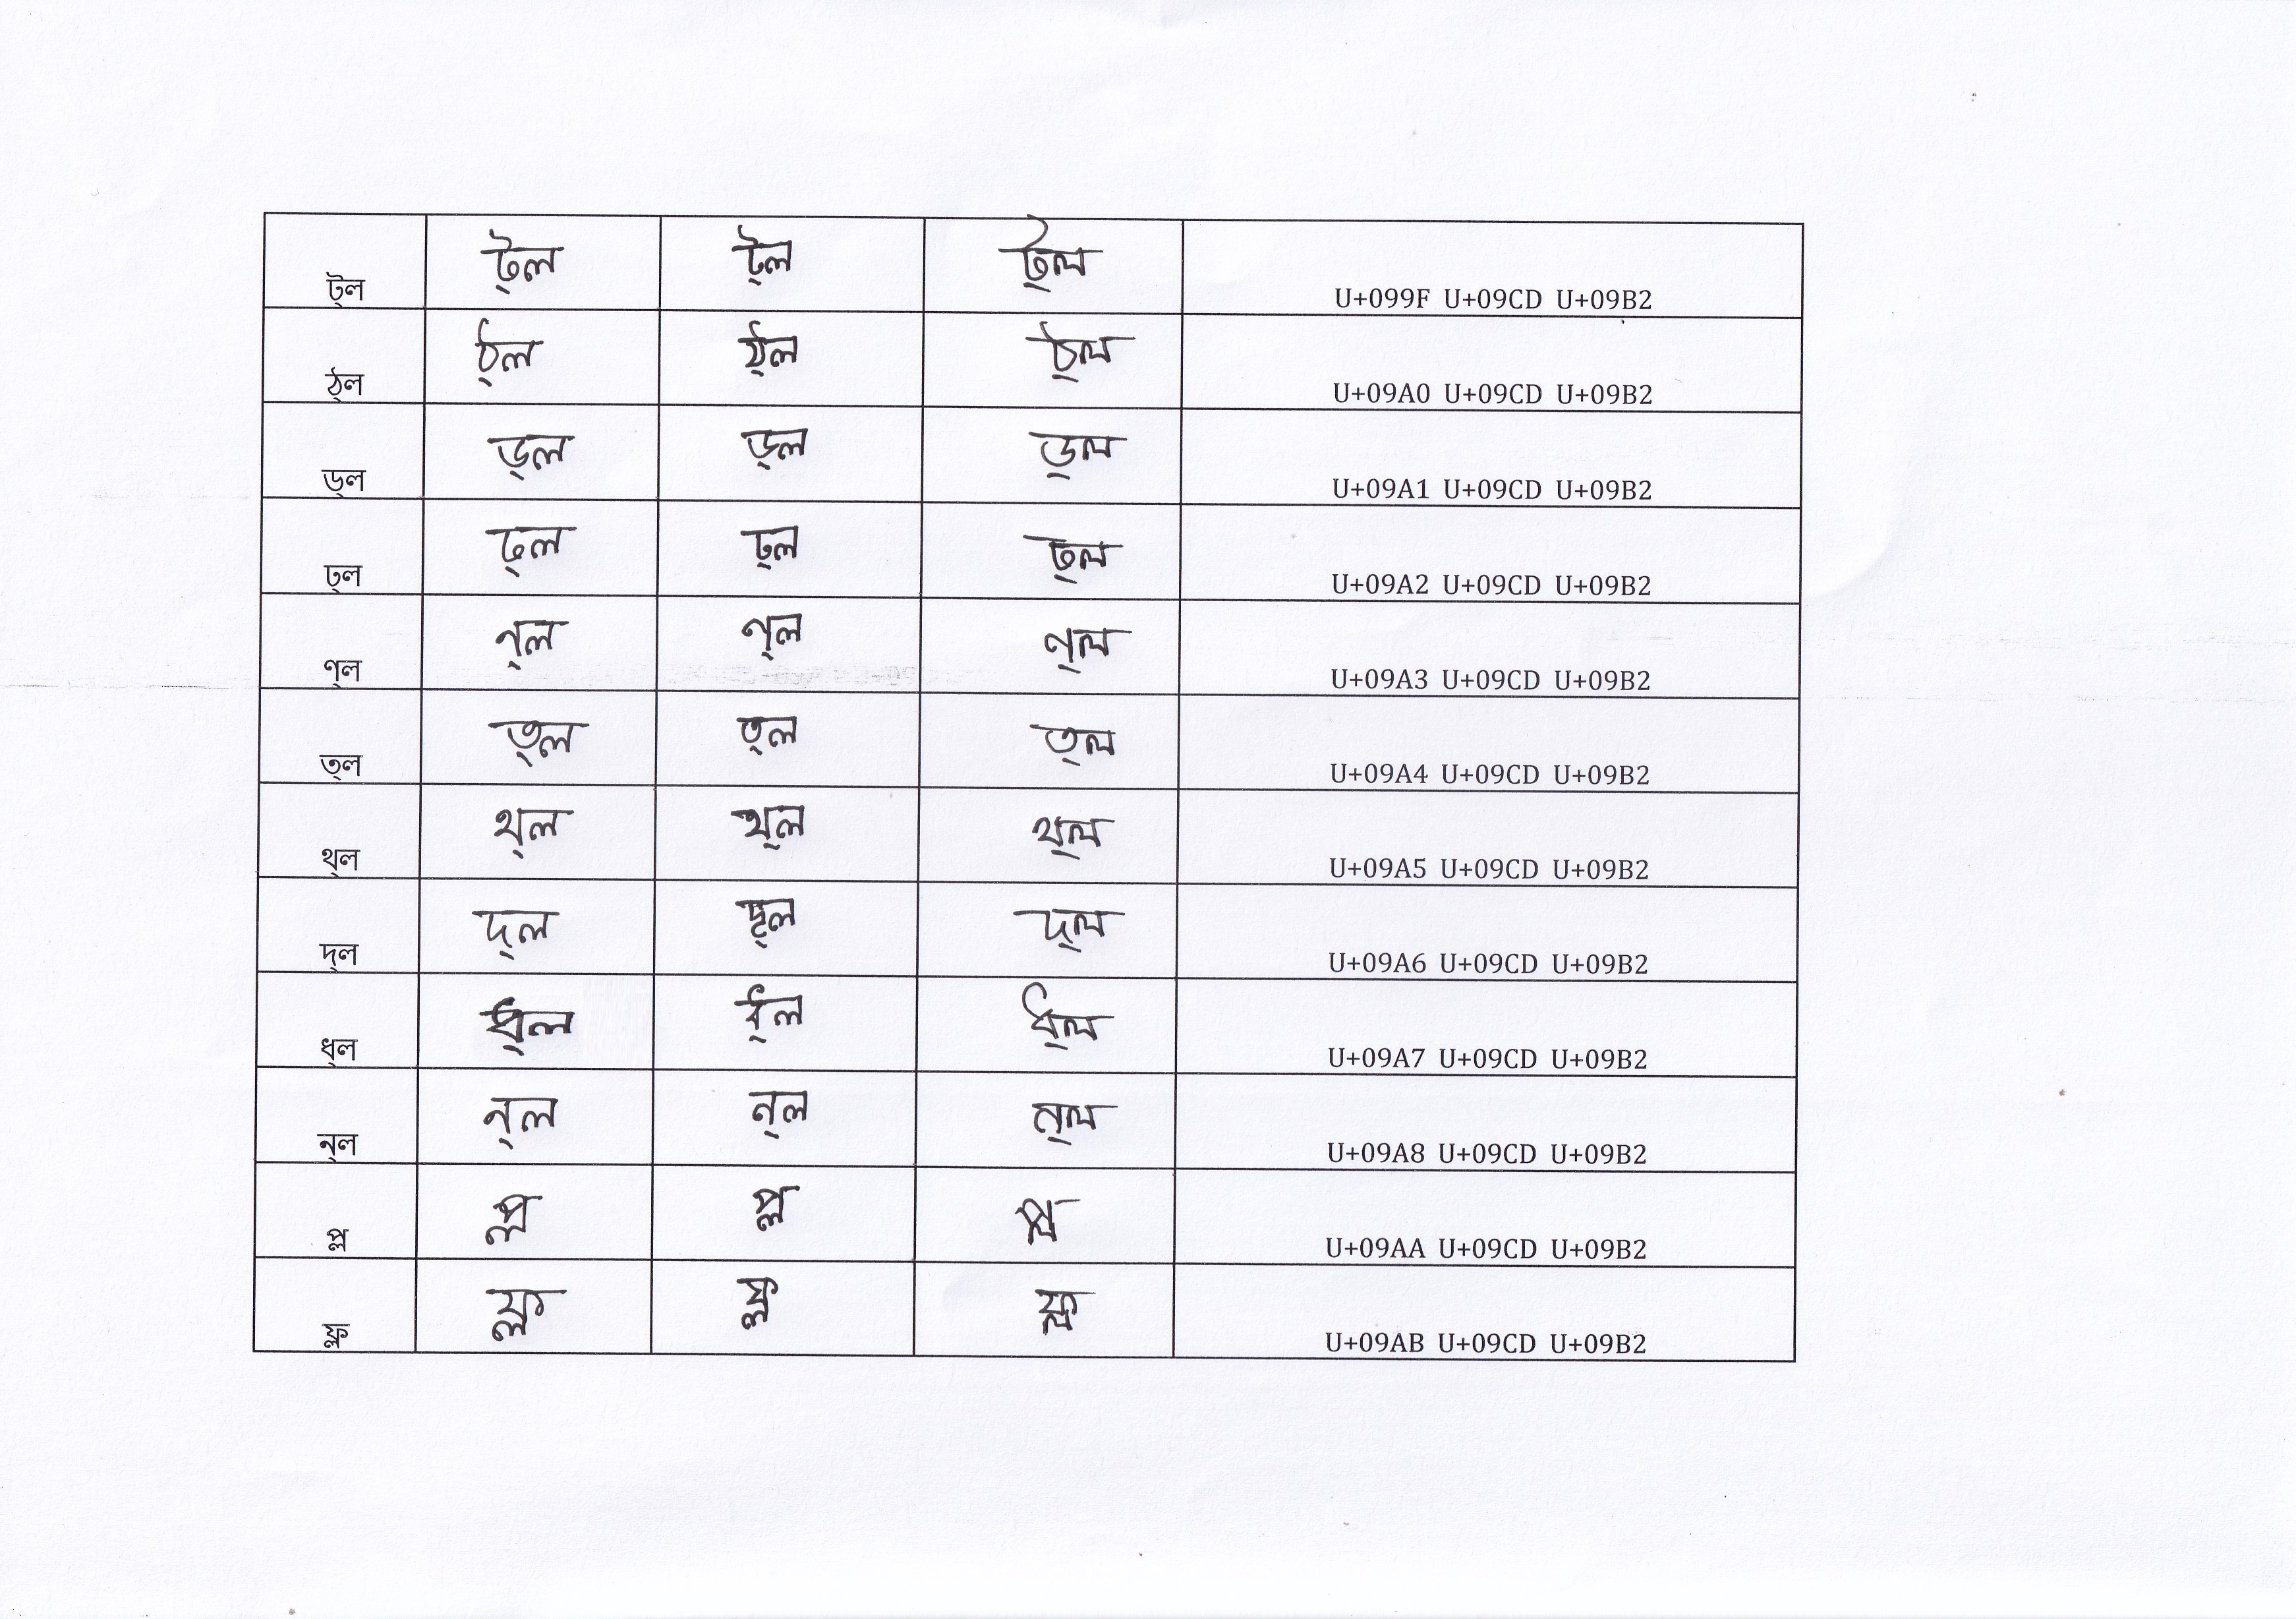 ট্ল ট্ল ট্ল ট্ল U+099F U+09CD U+09B2
ঠ্ল ঠ্ল ঠ্ল ঠ্ল U+09A0 U+09CD U+09B2
ড্ল ড্ল ড্ল ড্ল U+09A1 U+09CD U+09B2
ঢ্ল ঢ্ল ঢ্ল ঢ্ল U+09A2 U+09CD U+09B2
ণ্ল ণ্ল ণ্ল ণ্ল U+09A3 U+09CD U+09B2
ত্ল ত্ল ত্ল ত্ল U+09A4 U+09CD U+09B2
থ্ল থ্ল থ্ল থ্ল U+09A5 U+09CD U+09B2
দ্ল দ্ল দ্ল দ্ল U+09A6 U+09CD U+09B2
ধ্ল ধ্ল ধ্ল ধ্ল U+09A7 U+09CD U+09B2
ন্ল ন্ল ন্ল ন্ল U+09A8 U+09CD U+09B2
প্ল প্ল প্ল প্ল U+09AA U+09CD U+09B2
ফ্ল ফ্ল ফ্ল ফ্ল U+09AB U+09CD U+09B2